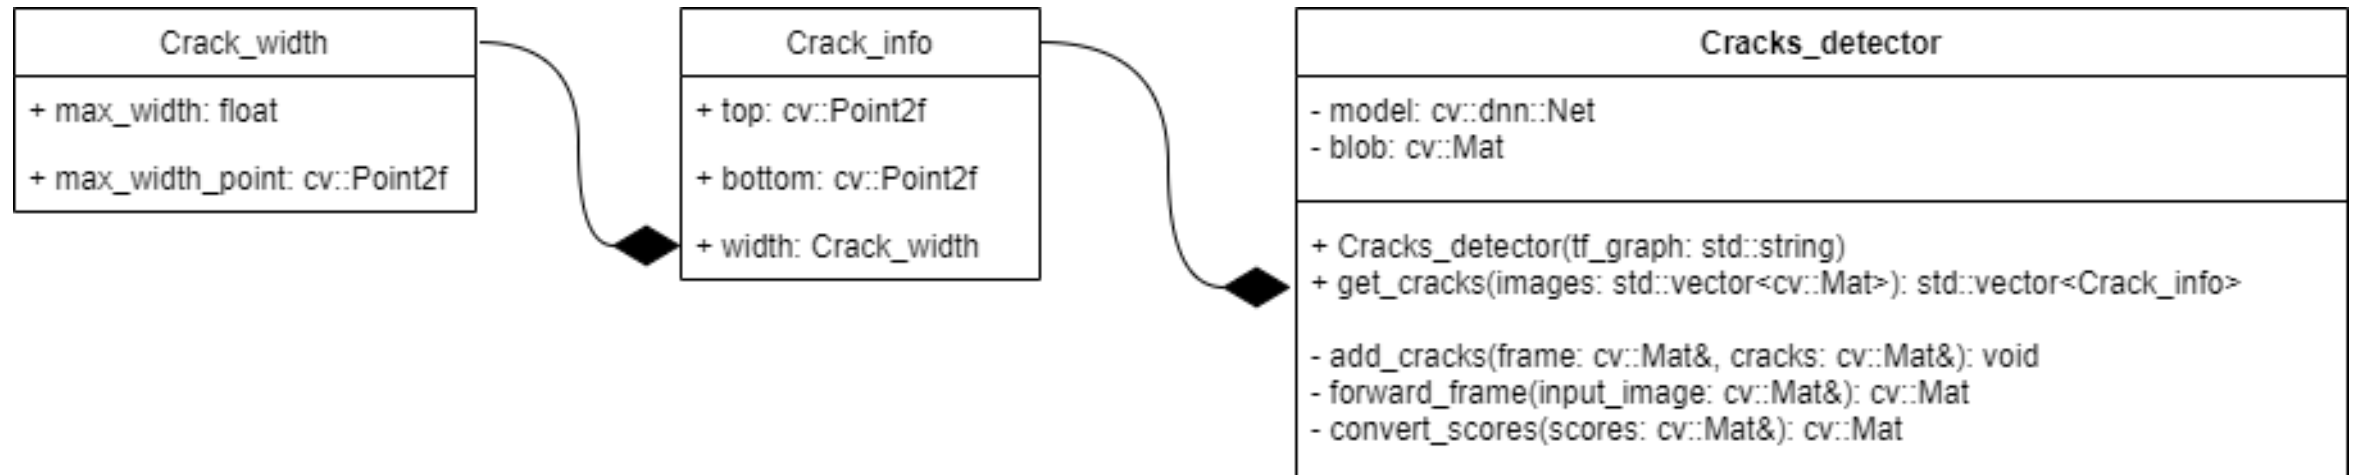 Crack_width
+ max_width: float
+ max_width_point: cv::Point2f
Crack_info
+ top: cv::Point2f
+ bottom: cv::Point2f
+ width: Crack_width
Cracks_detector
- model: cv::dnn::Net
- blob: cv::Mat
+ Cracks_detector(tf_graph: std::string)
+ get_cracks(images: std::vector<cv::Mat>): std::vector<Crack_info>
- add_cracks(frame: cv::Mat&, cracks: cv::Mat&): void
- forward_frame(input_image: cv::Mat&): cv::Mat
- convert_scores(scores: cv::Mat&): cv::Mat